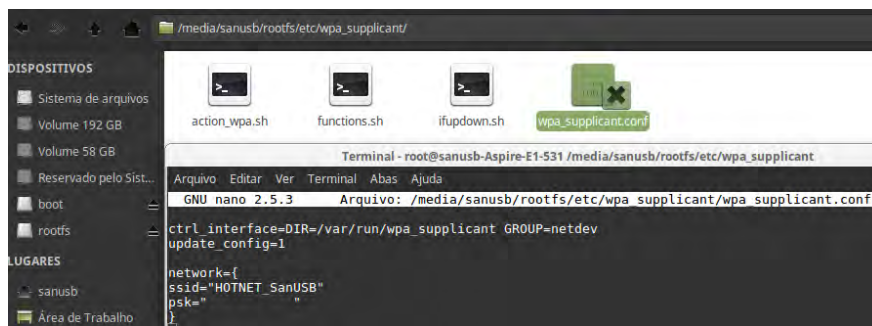 /media/sanusb/rootfs/etc/wpa_supplicant/
DISPOSITIVOS
Sistema de arquivos
Volume 192 GB
Volume 58 GB
Reservado pelo Sist...
boot
rootfs
LUGARES
sanusb
Área de Trabalho
action_wpa.sh
functions.sh
ifupdown.sh
wpa_supplicant.conf
Terminal - root@sanusb-Aspire-E1-531 /media/sanusb/rootfs/etc/wpa_supplicant
Arquivo Editar Ver Terminal Abas Ajuda
GNU nano 2.5.3 Arquivo: /media/sanusb/rootfs/etc/wpa_supplicant/wpa_supplicant.conf
ctrl_interface=DIR=/var/run/wpa_supplicant GROUP=netdev
update_config=1
network={
ssid="HOTNET_SanUSB"
psk=" "
}